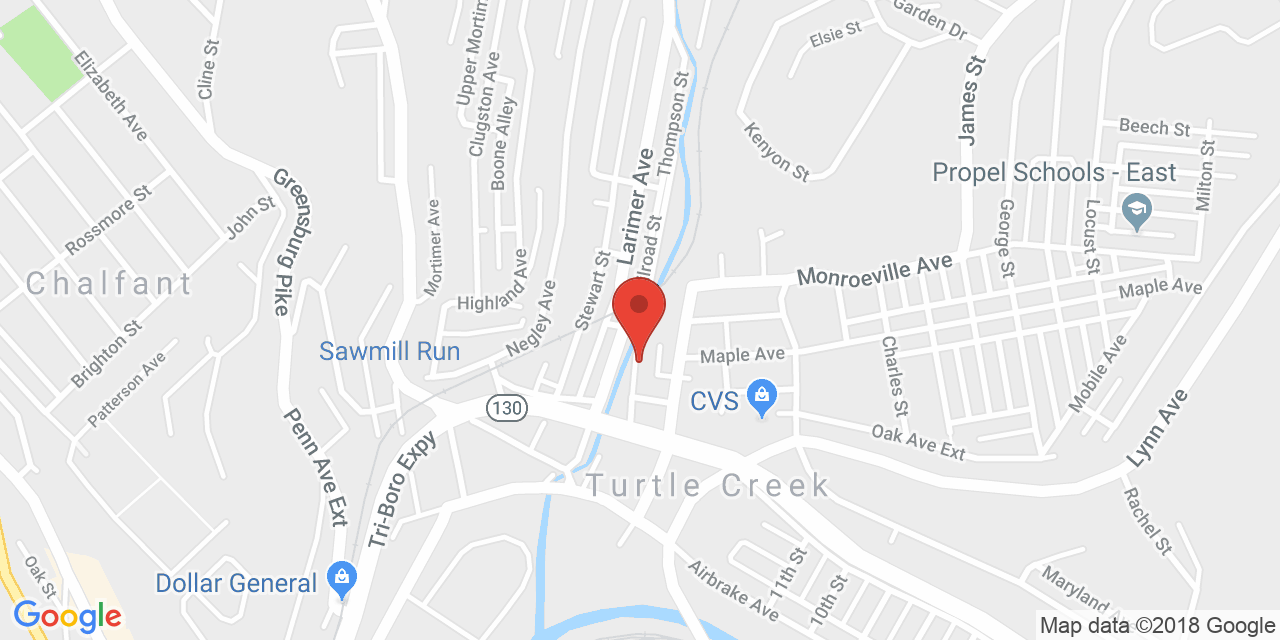 Garden Dr
Elsie St
Upper Mortim
Cline St
Elizabeth Ave
Clugston Ave
Boone Alley
Thompson St
James St
Beech St
Kenyon St
Milton St
Propel Schools - East
Larimer Ave
Rossmore St
John St
Greensburg Pike
Mortimer Ave
George St
Locust St
Chalfant
ilroad St
Stewart St
Highland Ave
Negley Ave
Monroeville Ave
Maple Ave
Brighton St
Patterson Ave
Sawmill Run
Maple Ave
Charles St
Mobile Ave
CVS
130
Penn Ave Ext
Tri-Boro Expy
Oak Ave Ext
Lynn Ave
Turtle Creek
Rachel St
Oak St
Dollar General
Airbrake Ave
11th St
10th St
Maryland Ave
Google
Map data ©2018 Google